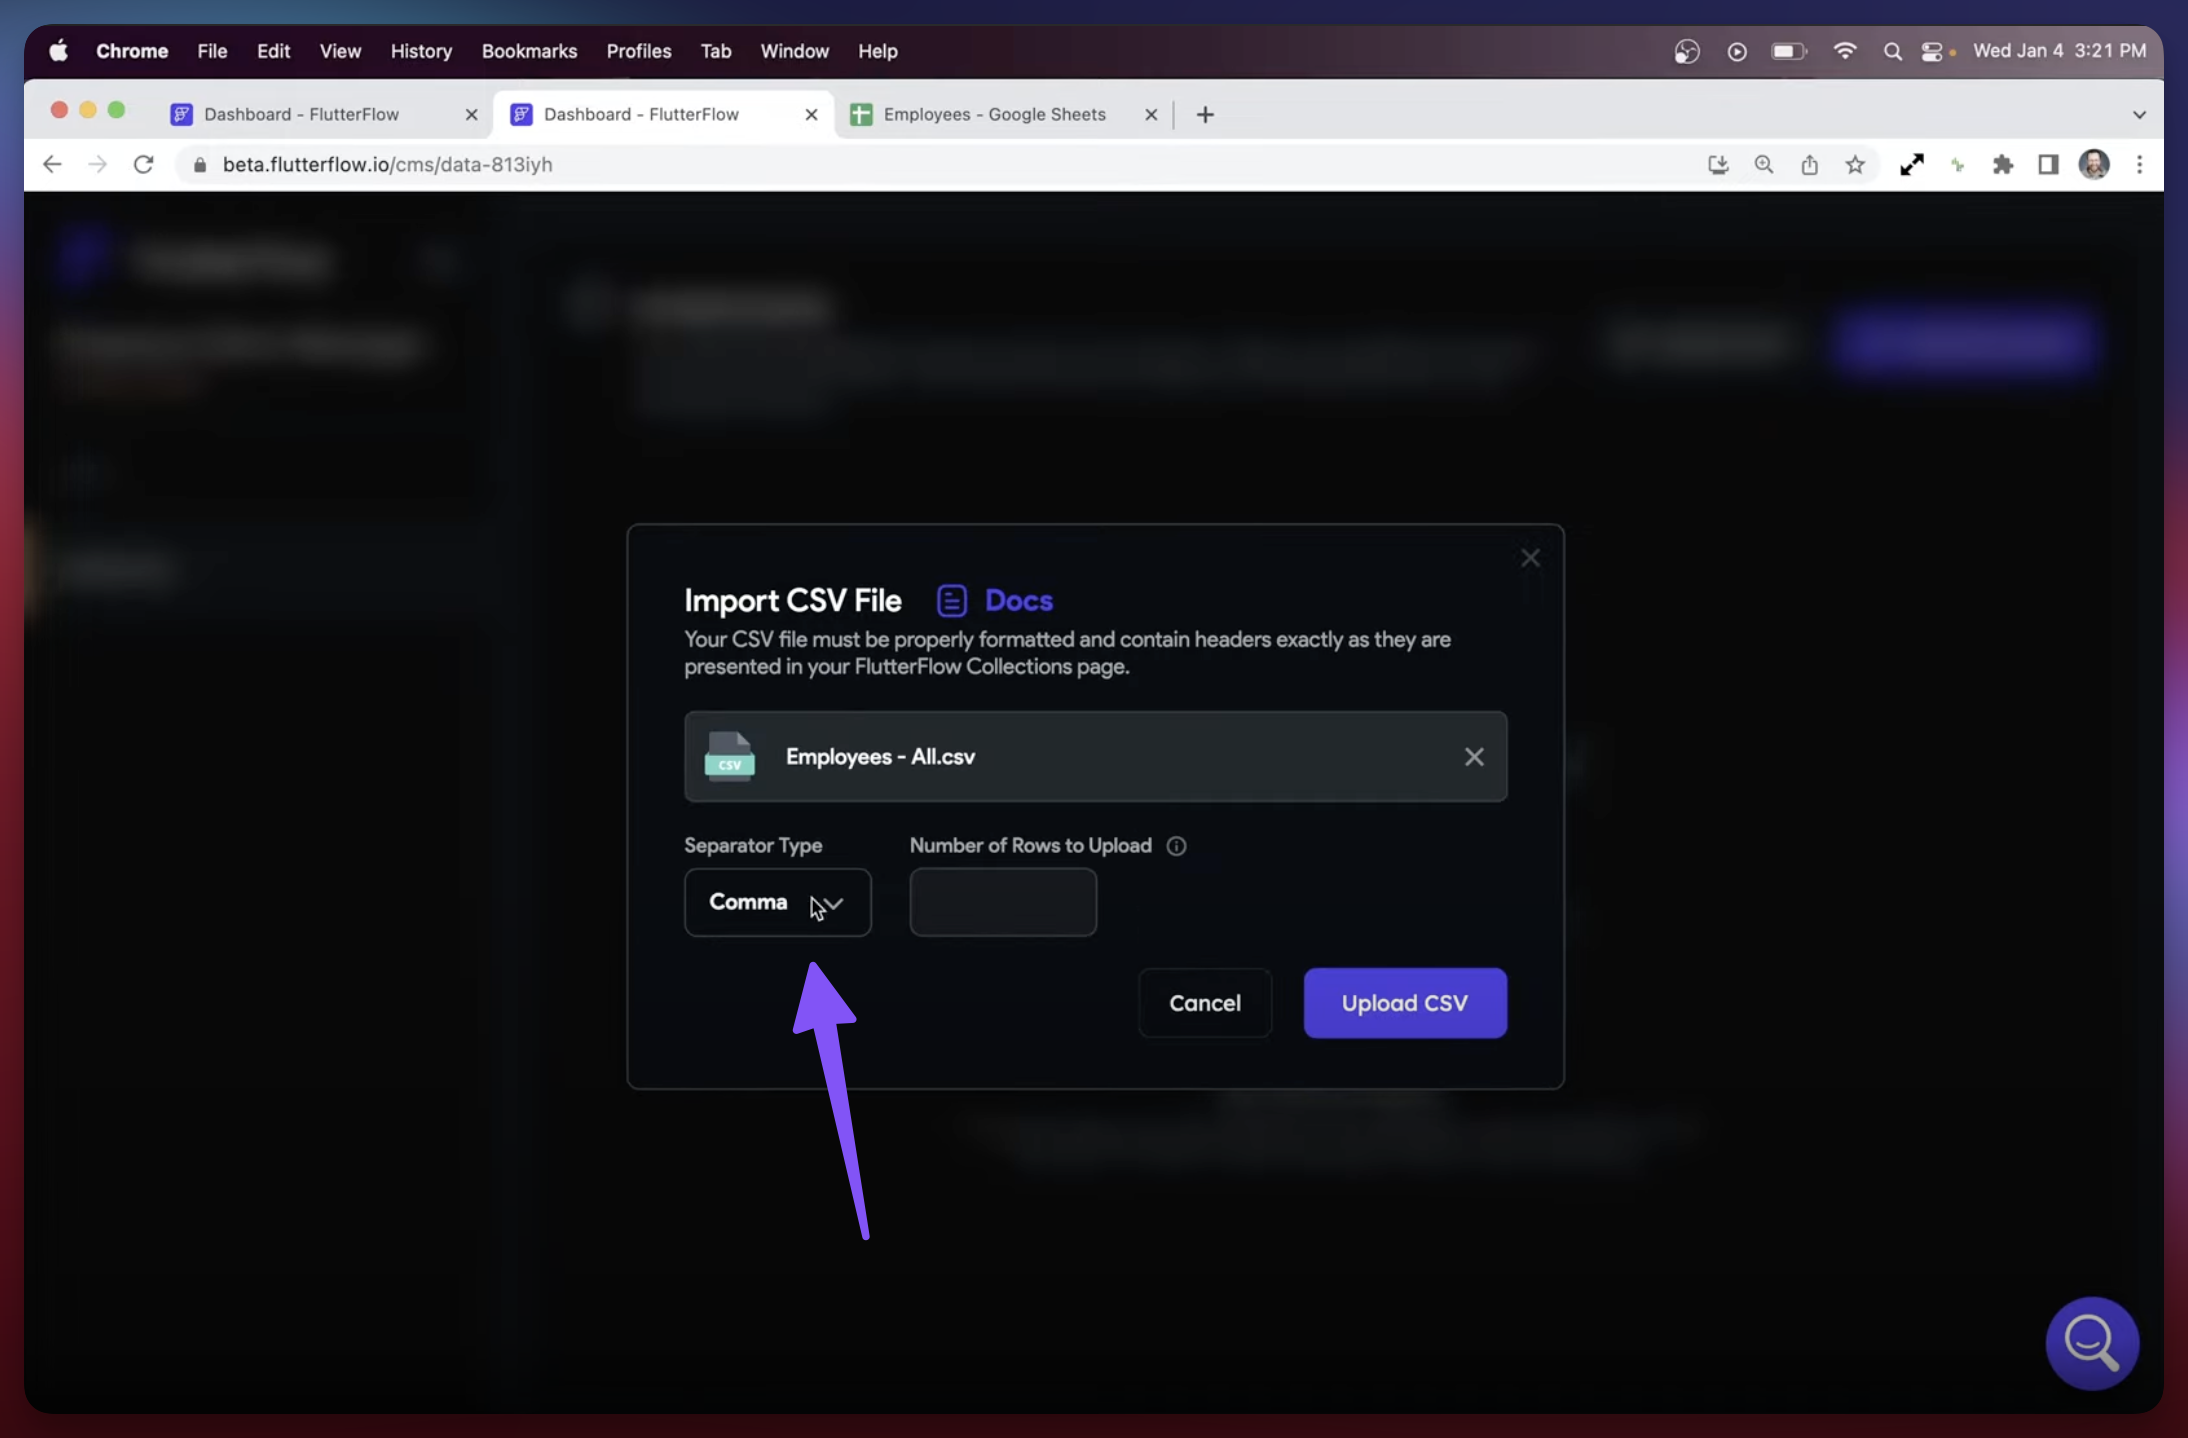 Chrome File Edit View History Bookmarks Profiles Tab Window Help Wed Jan 4 3:21 PM
Dashboard - FlutterFlow Dashboard - FlutterFlow Employees - Google Sheets
beta.flutterflow.io/cms/data-813iyh
Import CSV File Docs
Your CSV file must be properly formatted and contain headers exactly as they are
presented in your FlutterFlow Collections page.
CSV Employees - All.csv
Separator Type Number of Rows to Upload
Comma
Cancel Upload CSV